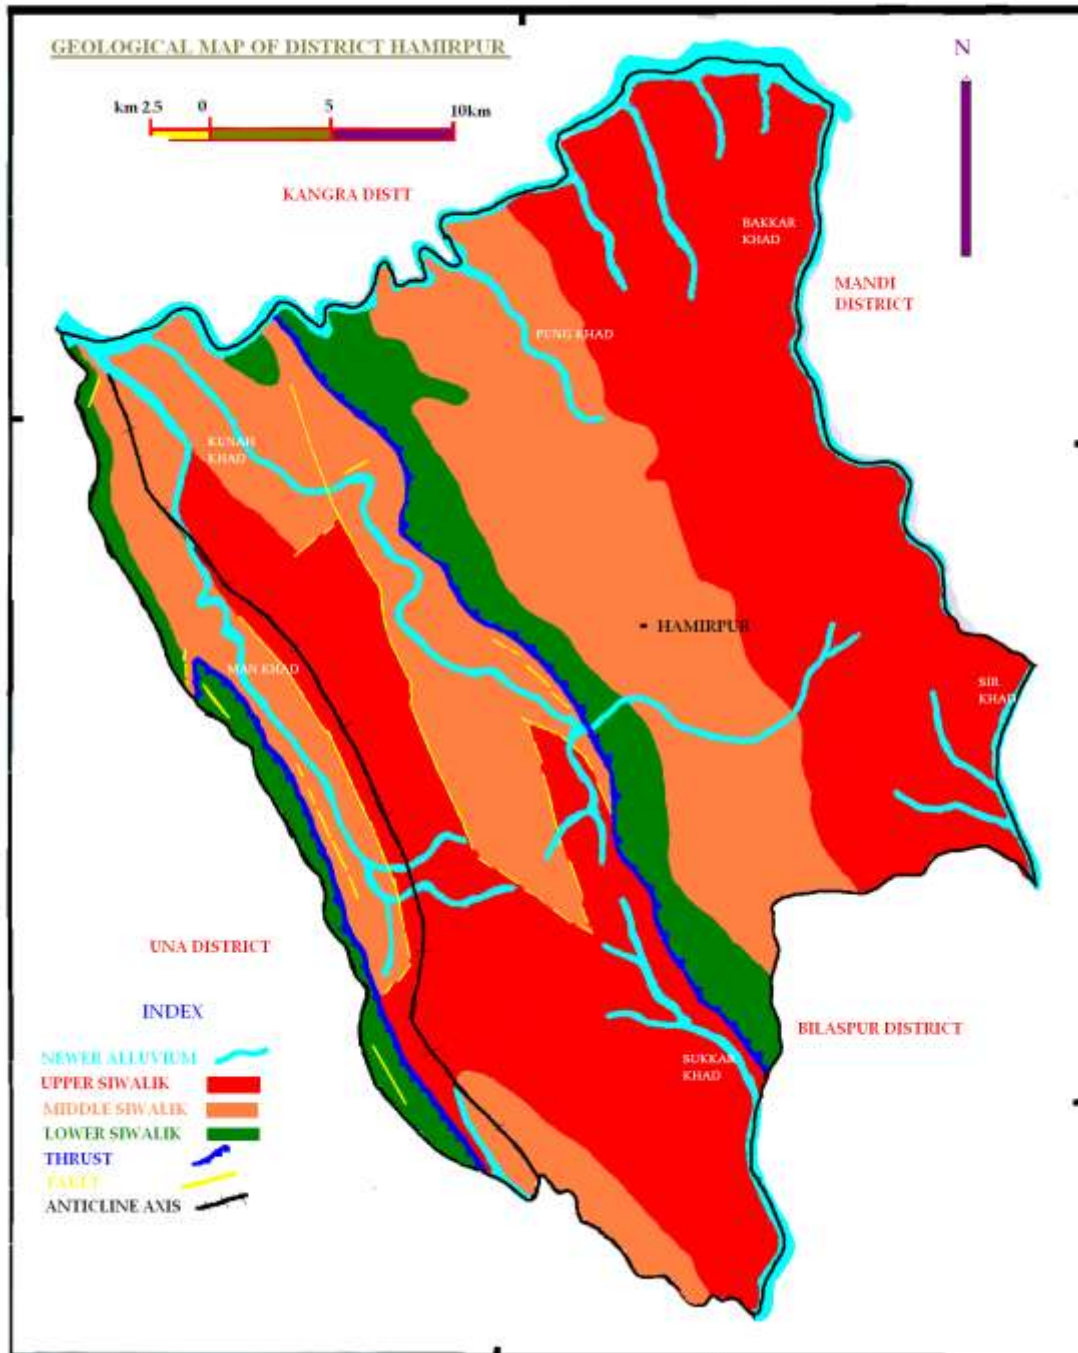 GEOLOGICAL MAP OF DISTRICT HAMIRPUR
N
km 2.5 0 5 10km
KANGRA DISTT
BAKKAR
KHAD
MANDI
DISTRICT
PUNG KHAD
KUNAH
KHAD
HAMIRPUR
MAN KHAD
SIR
KHAD
UNA DISTRICT
INDEX
BILASPUR DISTRICT
NEWER ALLUVIUM
SUKKAR
KHAD
UPPER SIWALIK
MIDDLE SIWALIK
LOWER SIWALIK
THRUST
FAULT
ANTICLINE AXIS